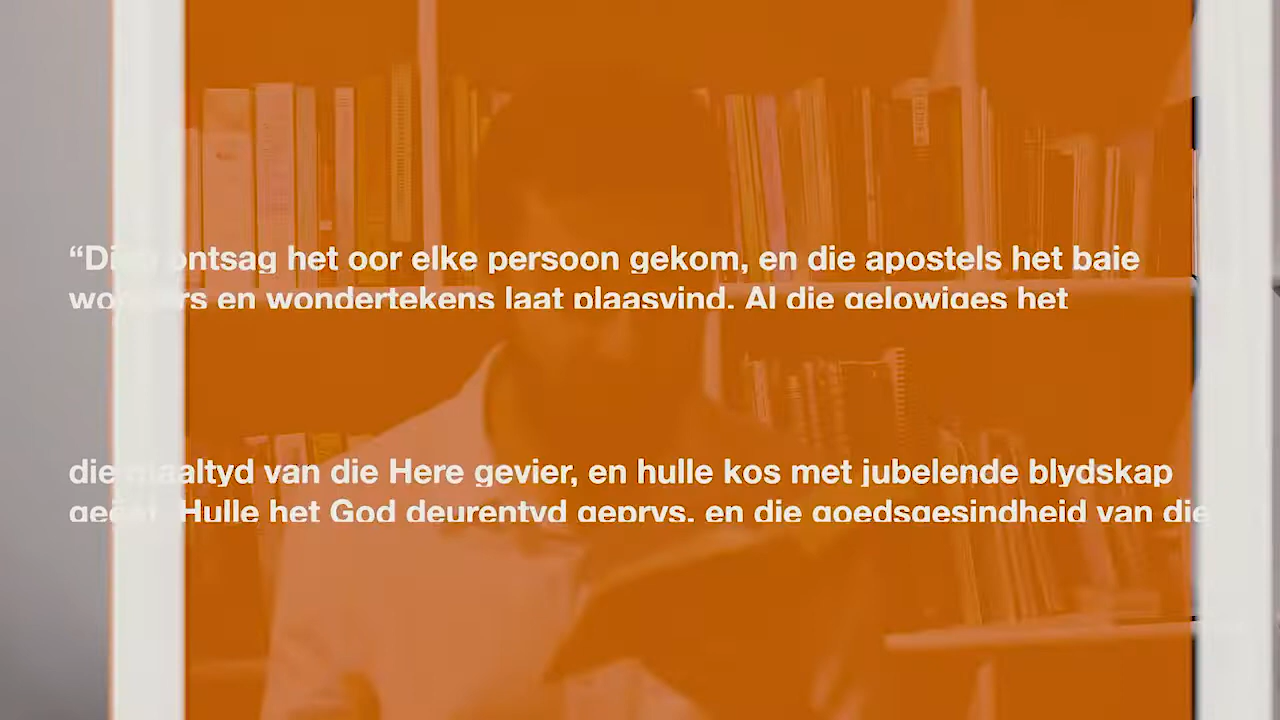 “Diep ontsag het oor elke persoon gekom, en die apostels het baie
wonders en wondertekens laat plaasvind. Al die gelowiges het
die maaltyd van die Here gevier, en hulle kos met jubelende blydskap
geëet. Hulle het God deurentyd geprys, en die goedgesindheid van die